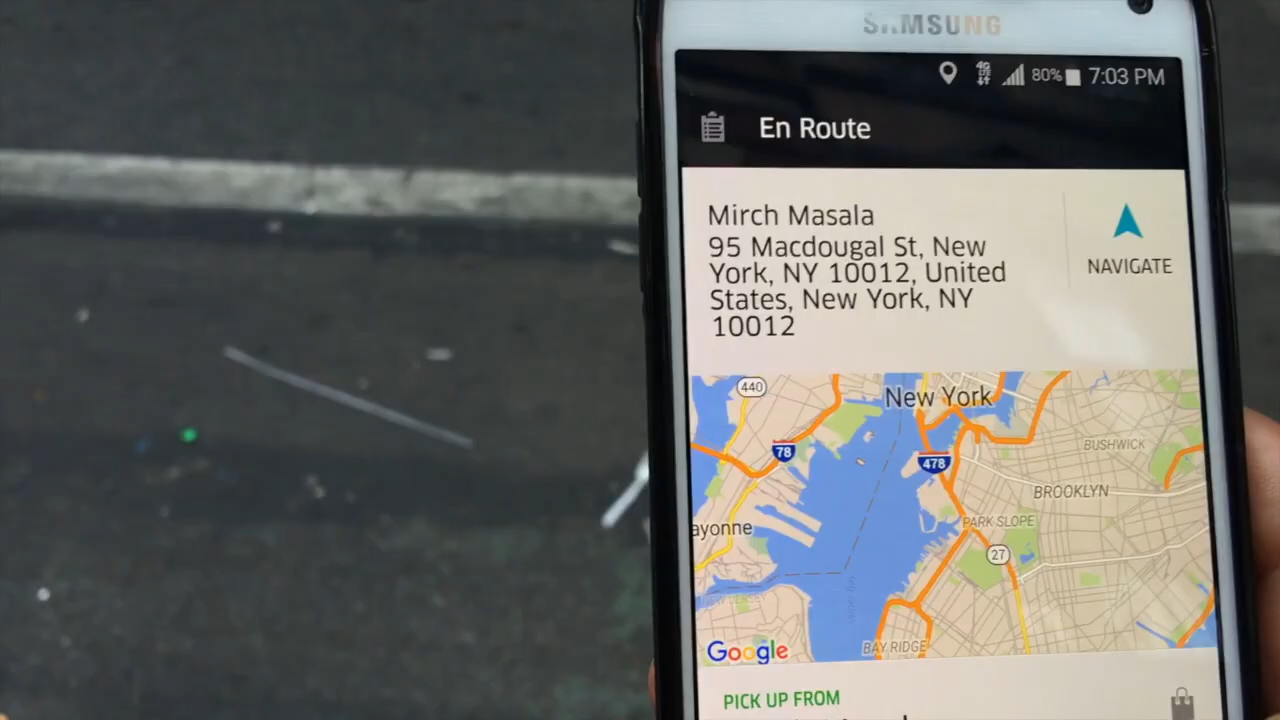 SAMSUNG
4G LTE 80% 7:03 PM
En Route
Mirch Masala
95 Macdougal St, New
York, NY 10012, United
States, New York, NY
10012
NAVIGATE
440
New York
78
478
BUSHWICK
BROOKLYN
PARK SLOPE
ayonne
27
BAY RIDGE
Google
PICK UP FROM